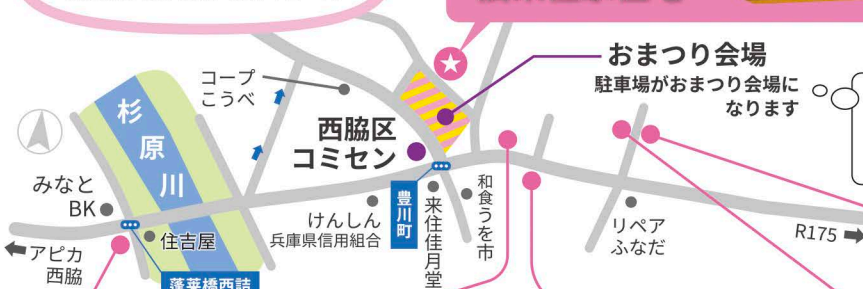 おまつり会場
駐車場がおまつり会場に
なります
コープ
こうべ
西脇区
コミセン
杉原川
みなと
BK
住吉屋
アピカ
西脇
蓬莱橋西詰
けんしん
兵庫県信用組合
豊川町
来住佳月堂
和食うを市
リペア
ふなだ
R175